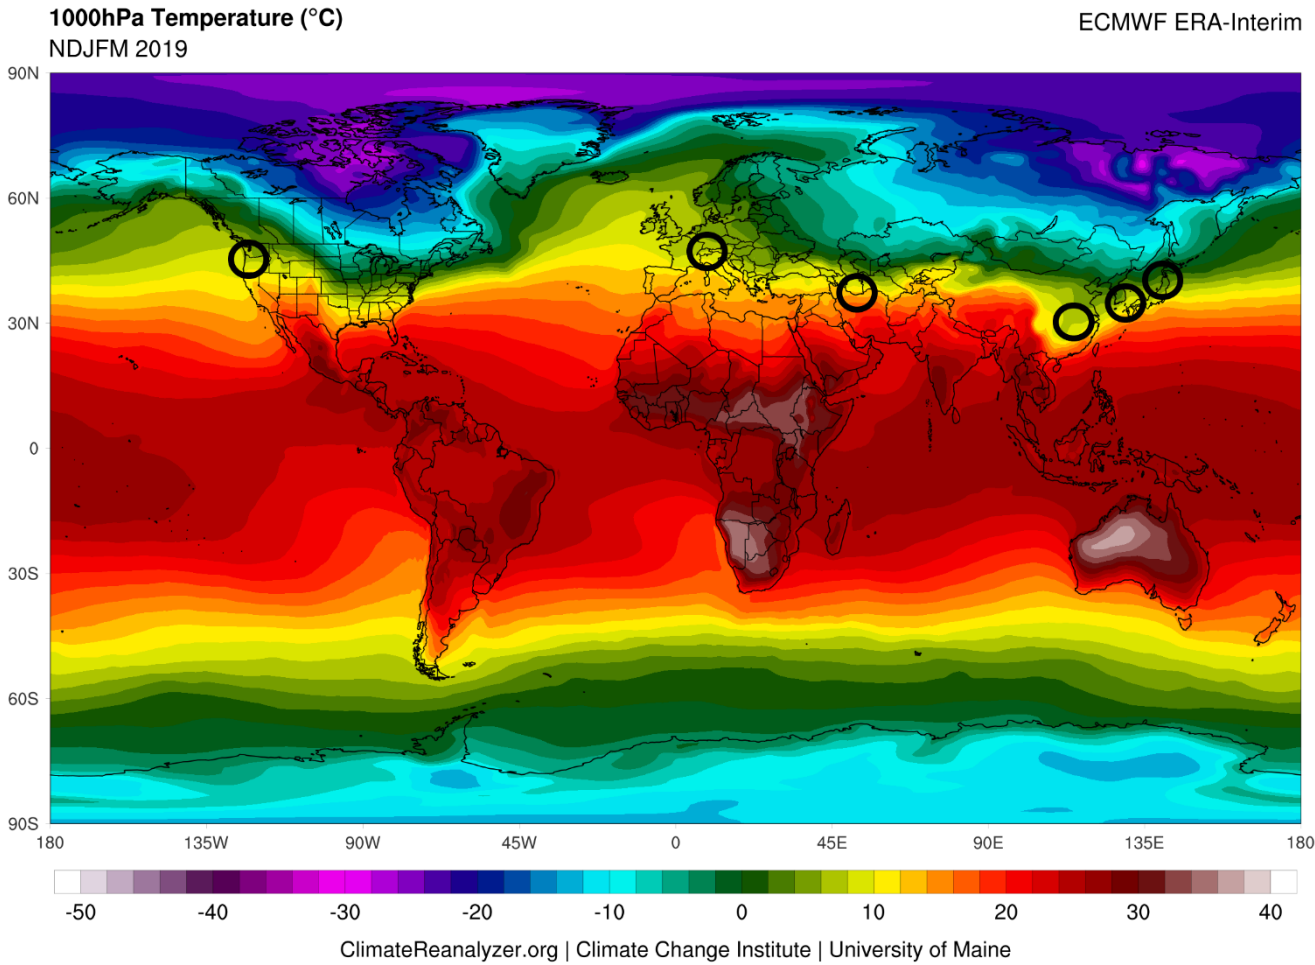 1000hPa Temperature (°C)
ECMWF ERA-Interim
NDJFM 2019
90N
60N
30N
0
30S
60S
90S
180 135W 90W 45W 0 45E 90E 135E 180
-50 -40 -30 -20 -10 0 10 20 30 40
ClimateReanalyzer.org | Climate Change Institute | University of Maine